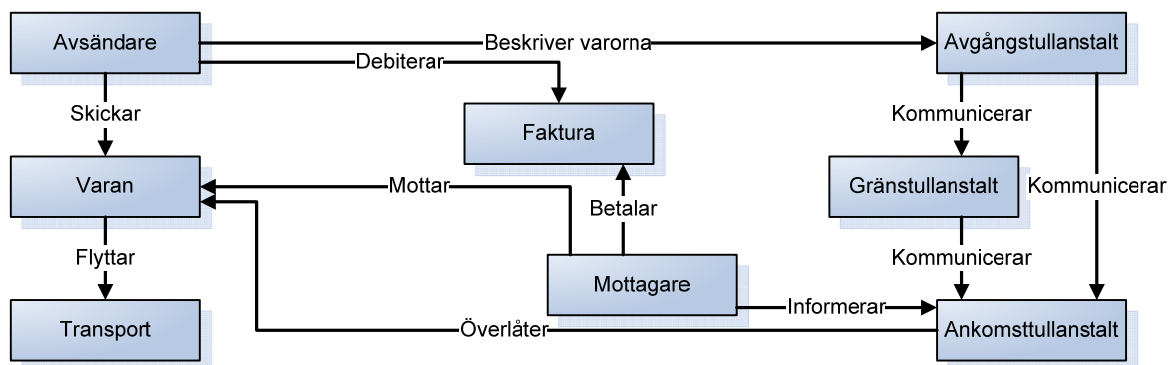 Avsändare
Beskriver varorna
Avgångstullanstalt
Debiterar
Skickar
Kommunicerar
Faktura
Varan
Mottar
Betalar
Gränstullanstalt
Kommunicerar
Flyttar
Kommunicerar
Mottagare
Informerar
Transport
Överlåter
Ankomsttullanstalt